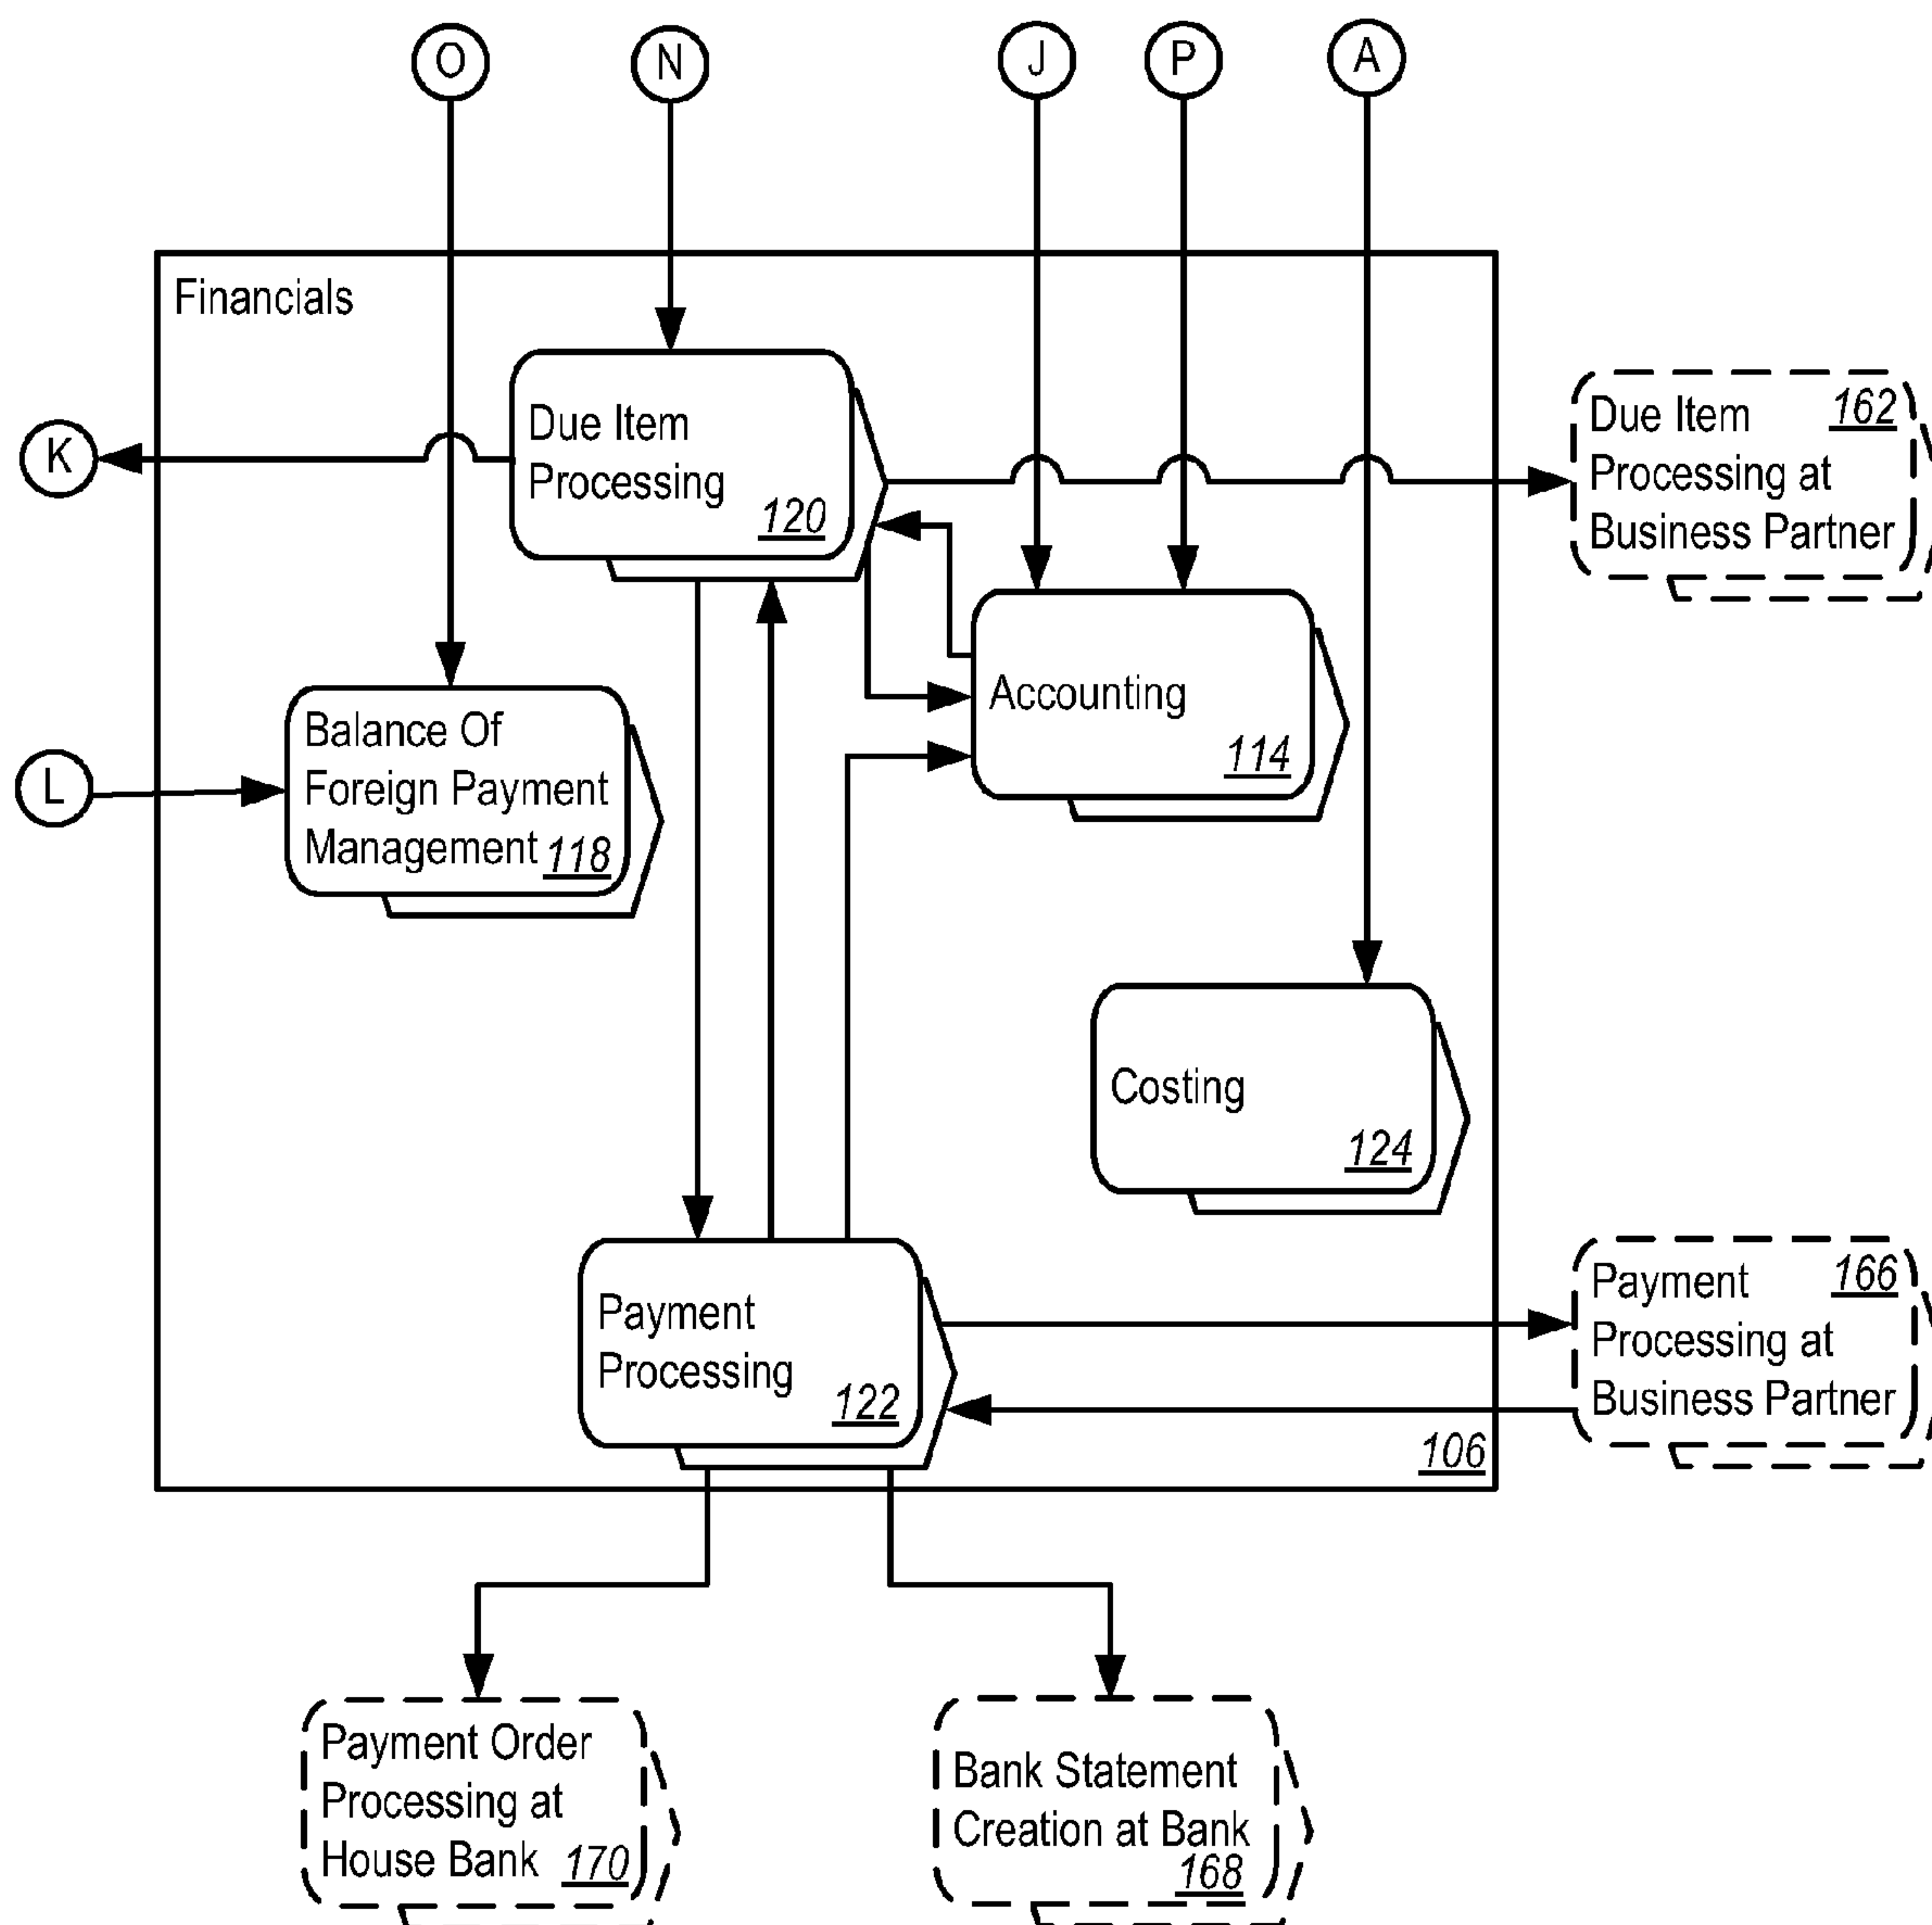 O
N
J
P
A
Financials
K
Due Item
Processing
120
162
Due Item
Processing at
Business Partner
L
Balance Of
Foreign Payment
Management 118
Accounting
114
Costing
124
Payment
Processing
122
166
Payment
Processing at
Business Partner
106
Payment Order
Processing at
House Bank 170
Bank Statement
Creation at Bank
168